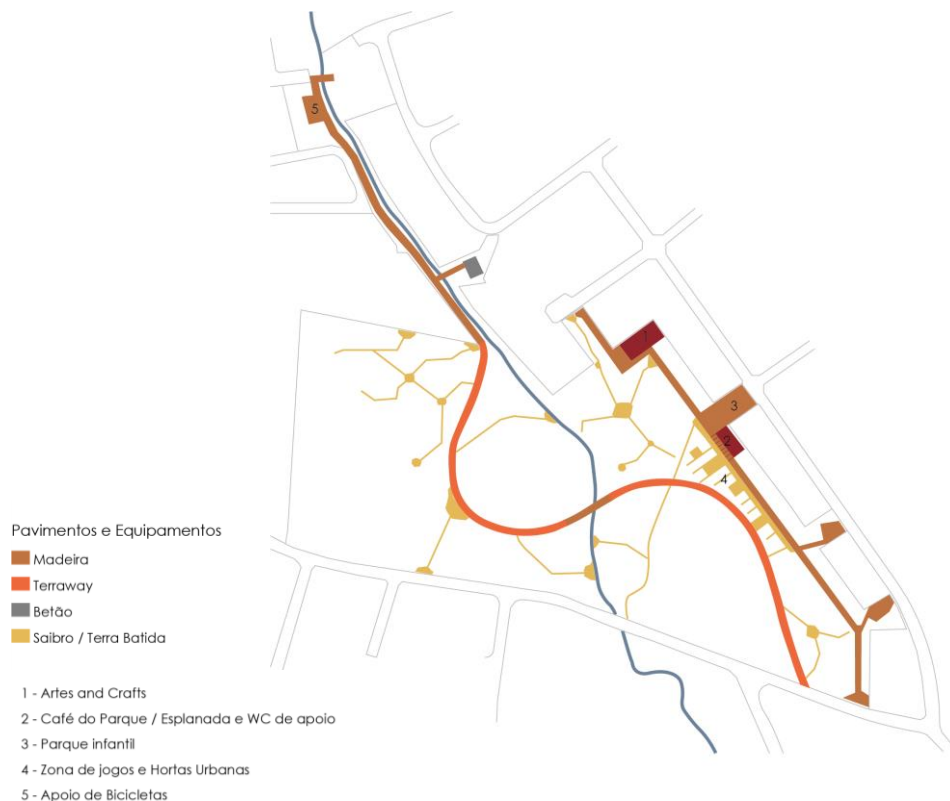 5
1
3
2
4
Pavimentos e Equipamentos
Madeira
Terraway
Betão
Saibro / Terra Batida
1 - Artes and Crafts
2 - Café do Parque / Esplanada e WC de apoio
3 - Parque infantil
4 - Zona de jogos e Hortas Urbanas
5 - Apoio de Bicicletas